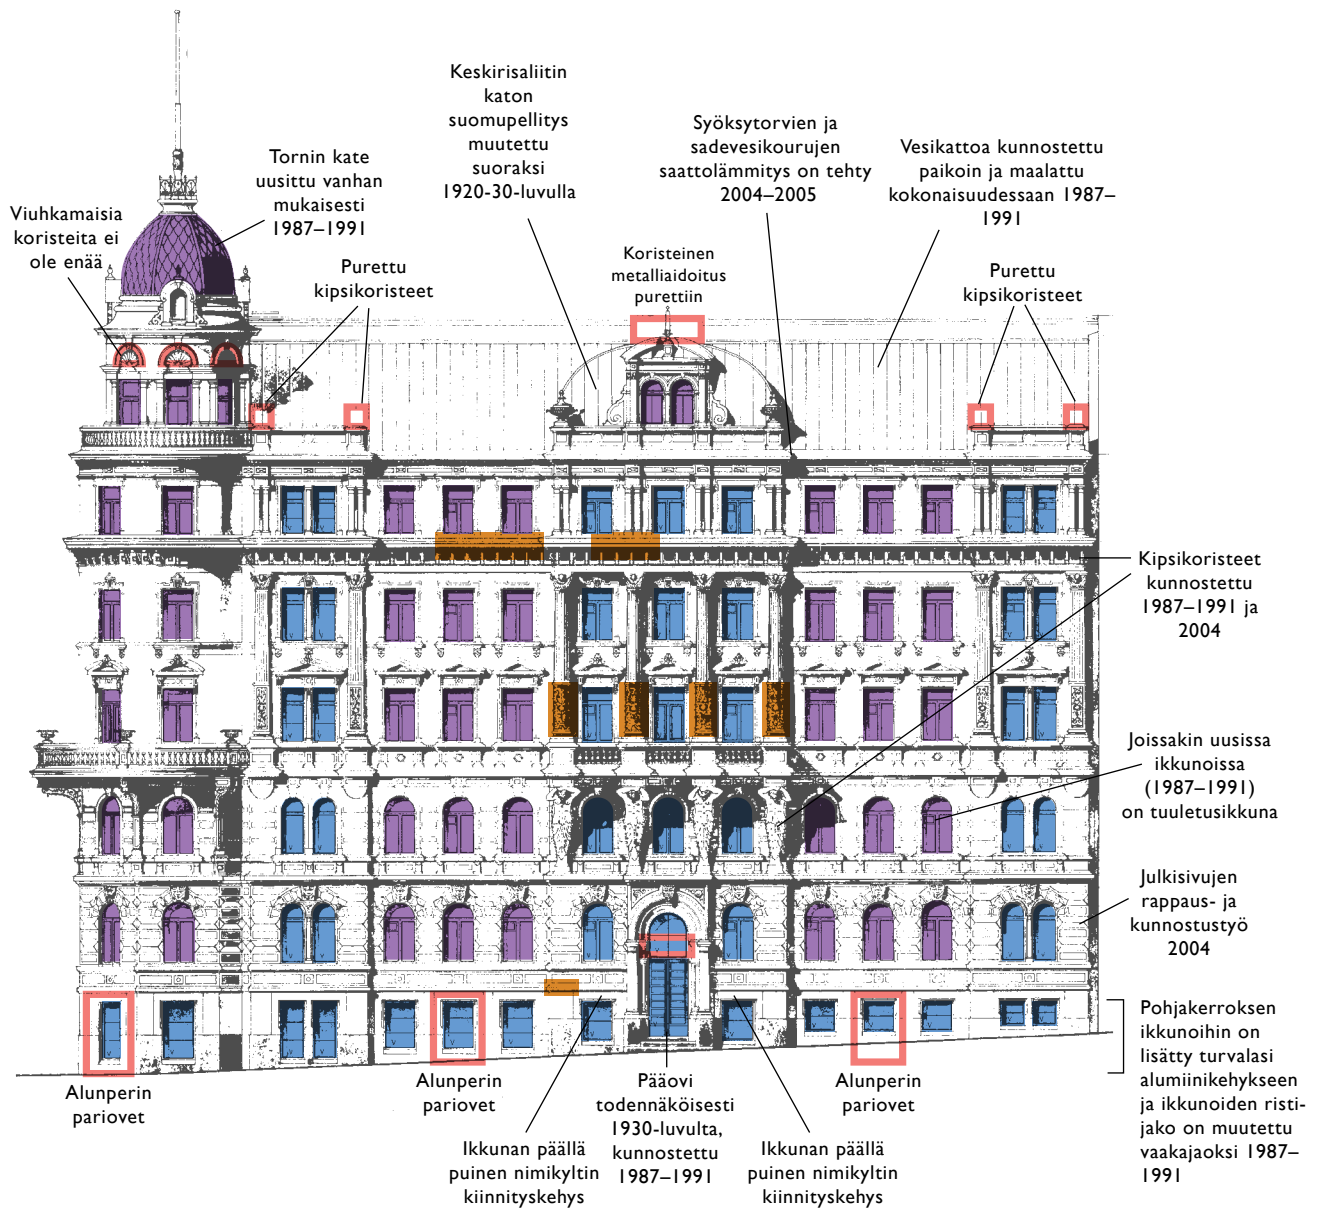 Keskirisaliitin
katon
suomupellitys
muutettu
suoraksi
1920-30-luvulla
Syöksytorvien ja
sadevesikourujen
saattolämmitys on tehty
2004–2005
Vesikattoa kunnostettu
paikoin ja maalattu
kokonaisuudessaan 1987–
1991
Tornin kate
uusittu vanhan
mukaisesti
1987–1991
Viuhkamaisia
koristeita ei
ole enää
Purettu
kipsikoristeet
Koristeinen
metalliaidoitus
purettiin
Purettu
kipsikoristeet
Kipsikoristeet
kunnostettu
1987–1991 ja
2004
Joissakin uusissa
ikkunoissa
(1987–1991)
on tuuletusikkuna
Julkisivujen
rappaus- ja
kunnostustyö
2004
Pohjakerroksen
ikkunoihin on
lisätty turvalasi
alumiinikehykseen
ja ikkunoiden risti-
jako on muutettu
vaakajaoksi 1987–
1991
Alunperin
pariovet
Alunperin
pariovet
Pääovi
todennäköisesti
1930-luvulta,
kunnostettu
1987–1991
Alunperin
pariovet
Ikkunan päällä
puinen nimikyltin
kiinnityskehys
Ikkunan päällä
puinen nimikyltin
kiinnityskehys